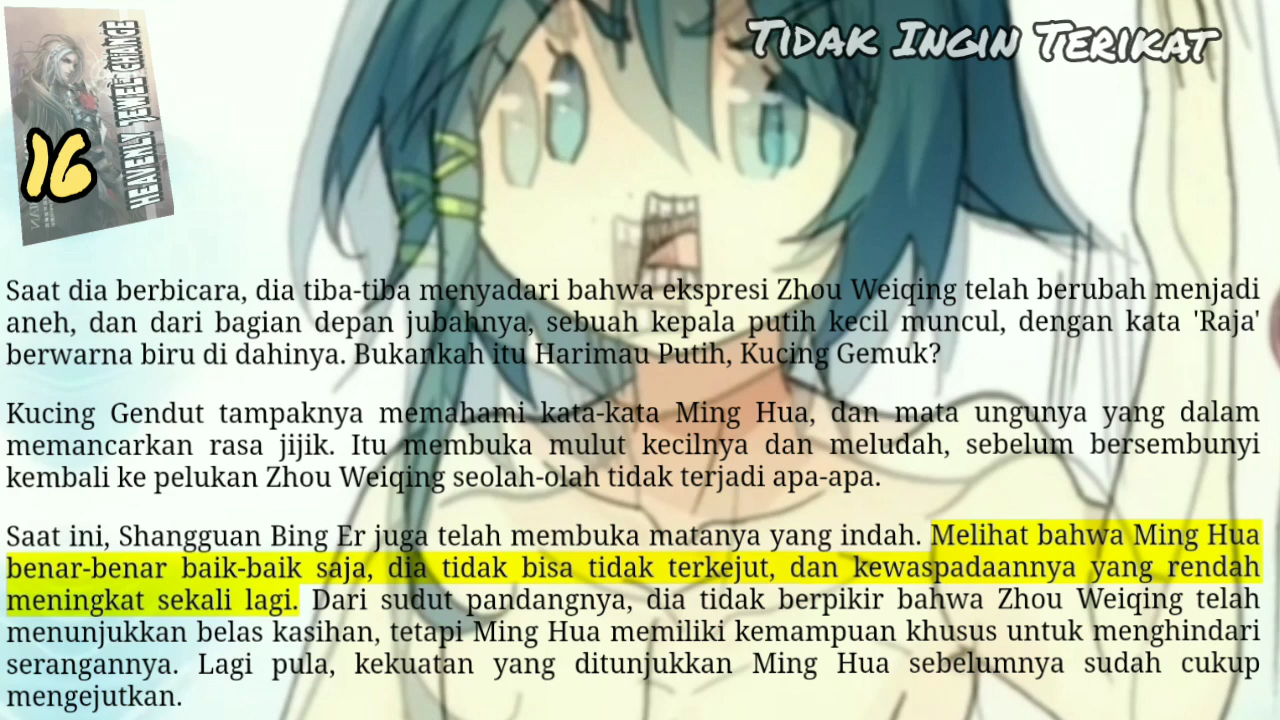 Tidak Ingin Terikat
HEAVENLY JEWEL CHANGE
16
Saat dia berbicara, dia tiba-tiba menyadari bahwa ekspresi Zhou Weiqing telah berubah menjadi
aneh, dan dari bagian depan jubahnya, sebuah kepala putih kecil muncul, dengan kata 'Raja'
berwarna biru di dahinya. Bukankah itu Harimau Putih, Kucing Gemuk?
Kucing Gendut tampaknya memahami kata-kata Ming Hua, dan mata ungunya yang dalam
memancarkan rasa jijik. Itu membuka mulut kecilnya dan meludah, sebelum bersembunyi
kembali ke pelukan Zhou Weiqing seolah-olah tidak terjadi apa-apa.
Saat ini, Shangguan Bing Er juga telah membuka matanya yang indah. Melihat bahwa Ming Hua
benar-benar baik-baik saja, dia tidak bisa tidak terkejut, dan kewaspadaannya yang rendah
meningkat sekali lagi. Dari sudut pandangnya, dia tidak berpikir bahwa Zhou Weiqing telah
menunjukkan belas kasihan, tetapi Ming Hua memiliki kemampuan khusus untuk menghindari
serangannya. Lagi pula, kekuatan yang ditunjukkan Ming Hua sebelumnya sudah cukup
mengejutkan.